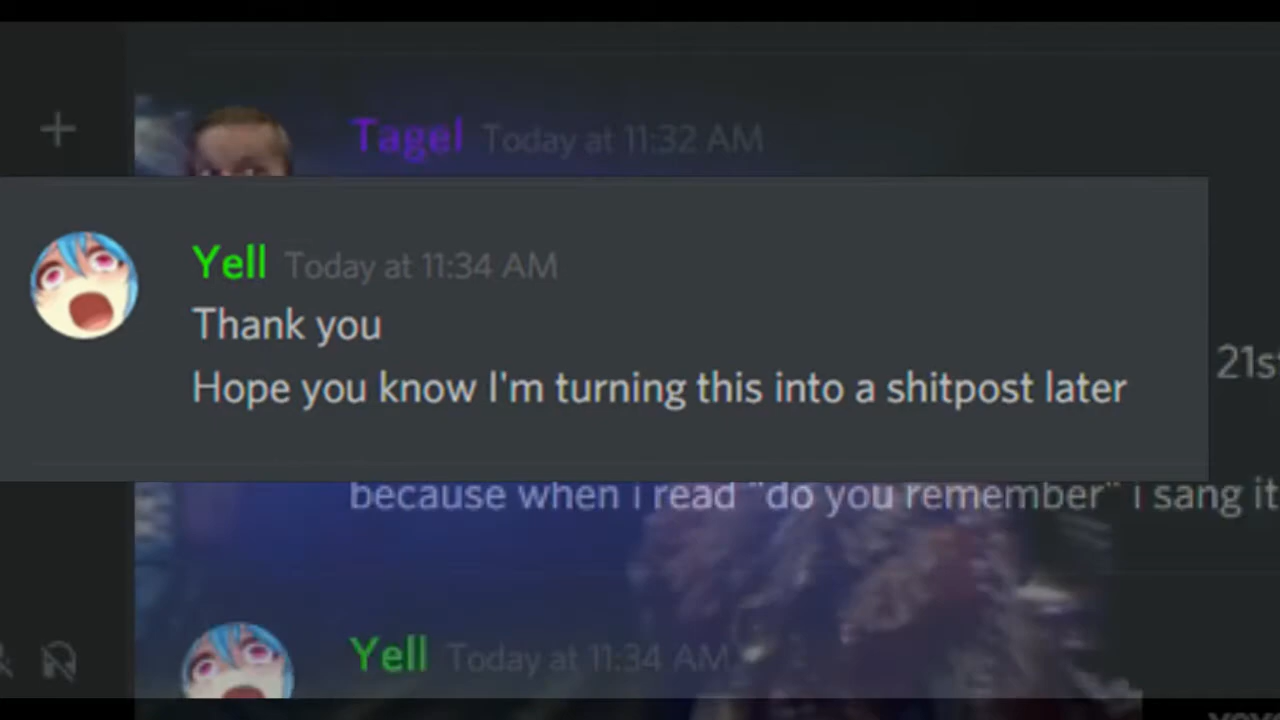 Tagel Today at 11:32 AM
Yell Today at 11:34 AM
Thank you
Hope you know I'm turning this into a shitpost later
because when i read "do you remember" i sang it
Yell Today at 11:34 AM